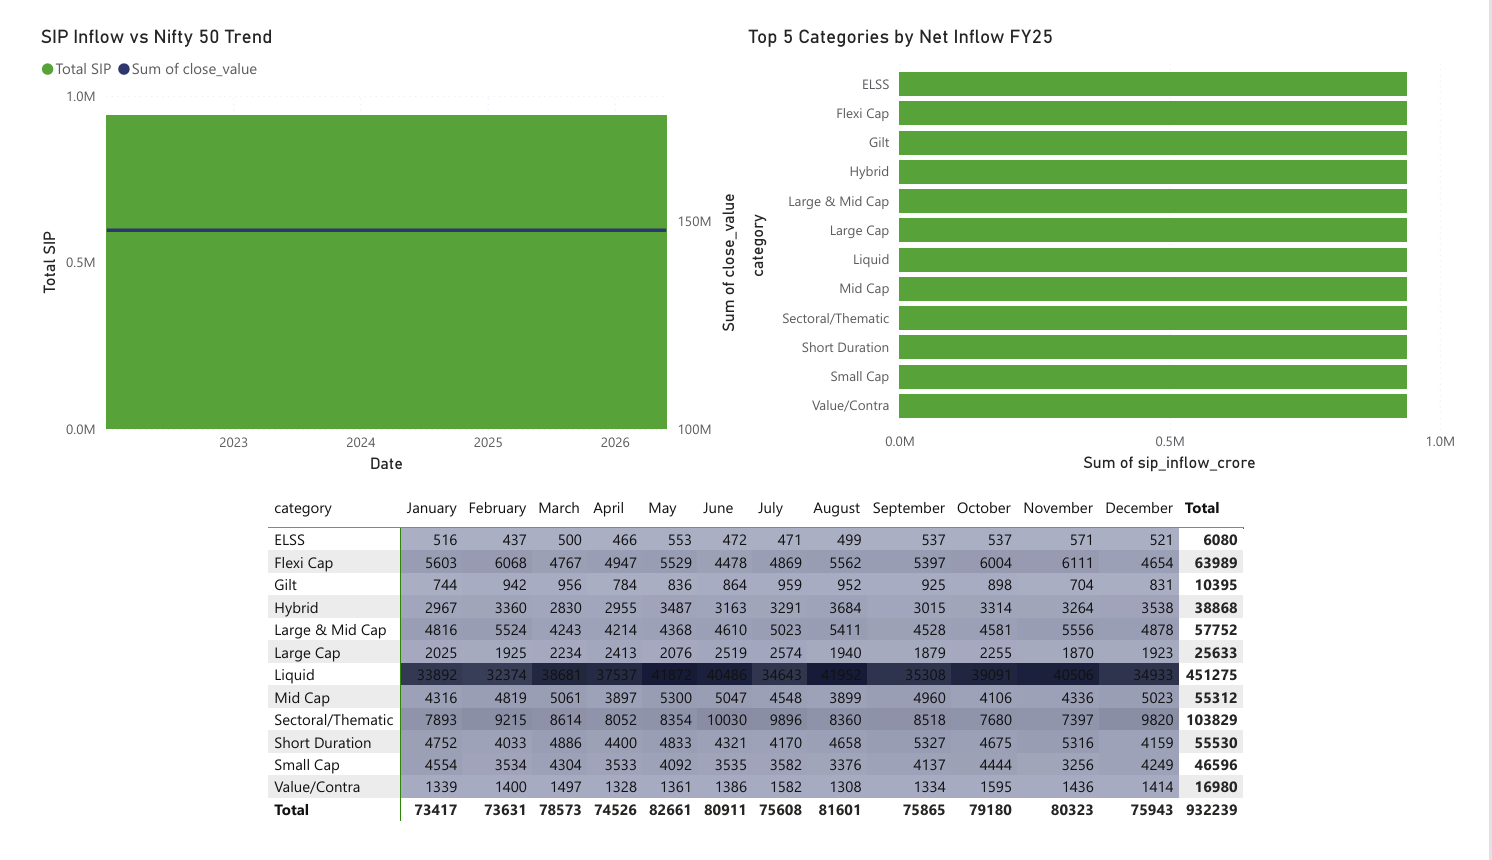 SIP Inflow vs Nifty 50 Trend
Total SIP Sum of close_value
1.0M
0.5M
0.0M
Total SIP
150M
100M
Sum of close_value
2023 2024 2025 2026
Date
Top 5 Categories by Net Inflow FY25
category
ELSS
Flexi Cap
Gilt
Hybrid
Large & Mid Cap
Large Cap
Liquid
Mid Cap
Sectoral/Thematic
Short Duration
Small Cap
Value/Contra
0.0M 0.5M 1.0M
Sum of sip_inflow_crore
category January February March April May June July August September October November December Total
ELSS 516 437 500 466 553 472 471 499 537 537 571 521 6080
Flexi Cap 5603 6068 4767 4947 5529 4478 4869 5562 5397 6004 6111 4654 63989
Gilt 744 942 956 784 836 864 959 952 925 898 704 831 10395
Hybrid 2967 3360 2830 2955 3487 3163 3291 3684 3015 3314 3264 3538 38868
Large & Mid Cap 4816 5524 4243 4214 4368 4610 5023 5411 4528 4581 5556 4878 57752
Large Cap 2025 1925 2234 2413 2076 2519 2574 1940 1879 2255 1870 1923 25633
Liquid 33892 32374 38681 37537 41872 40486 34643 41952 35308 39091 40506 34933 451275
Mid Cap 4316 4819 5061 3897 5300 5047 4548 3899 4960 4106 4336 5023 55312
Sectoral/Thematic 7893 9215 8614 8052 8354 10030 9896 8360 8518 7680 7397 9820 103829
Short Duration 4752 4033 4886 4400 4833 4321 4170 4658 5327 4675 5316 4159 55530
Small Cap 4554 3534 4304 3533 4092 3535 3582 3376 4137 4444 3256 4249 46596
Value/Contra 1339 1400 1497 1328 1361 1386 1582 1308 1334 1595 1436 1414 16980
Total 73417 73631 78573 74526 82661 80911 75608 81601 75865 79180 80323 75943 932239